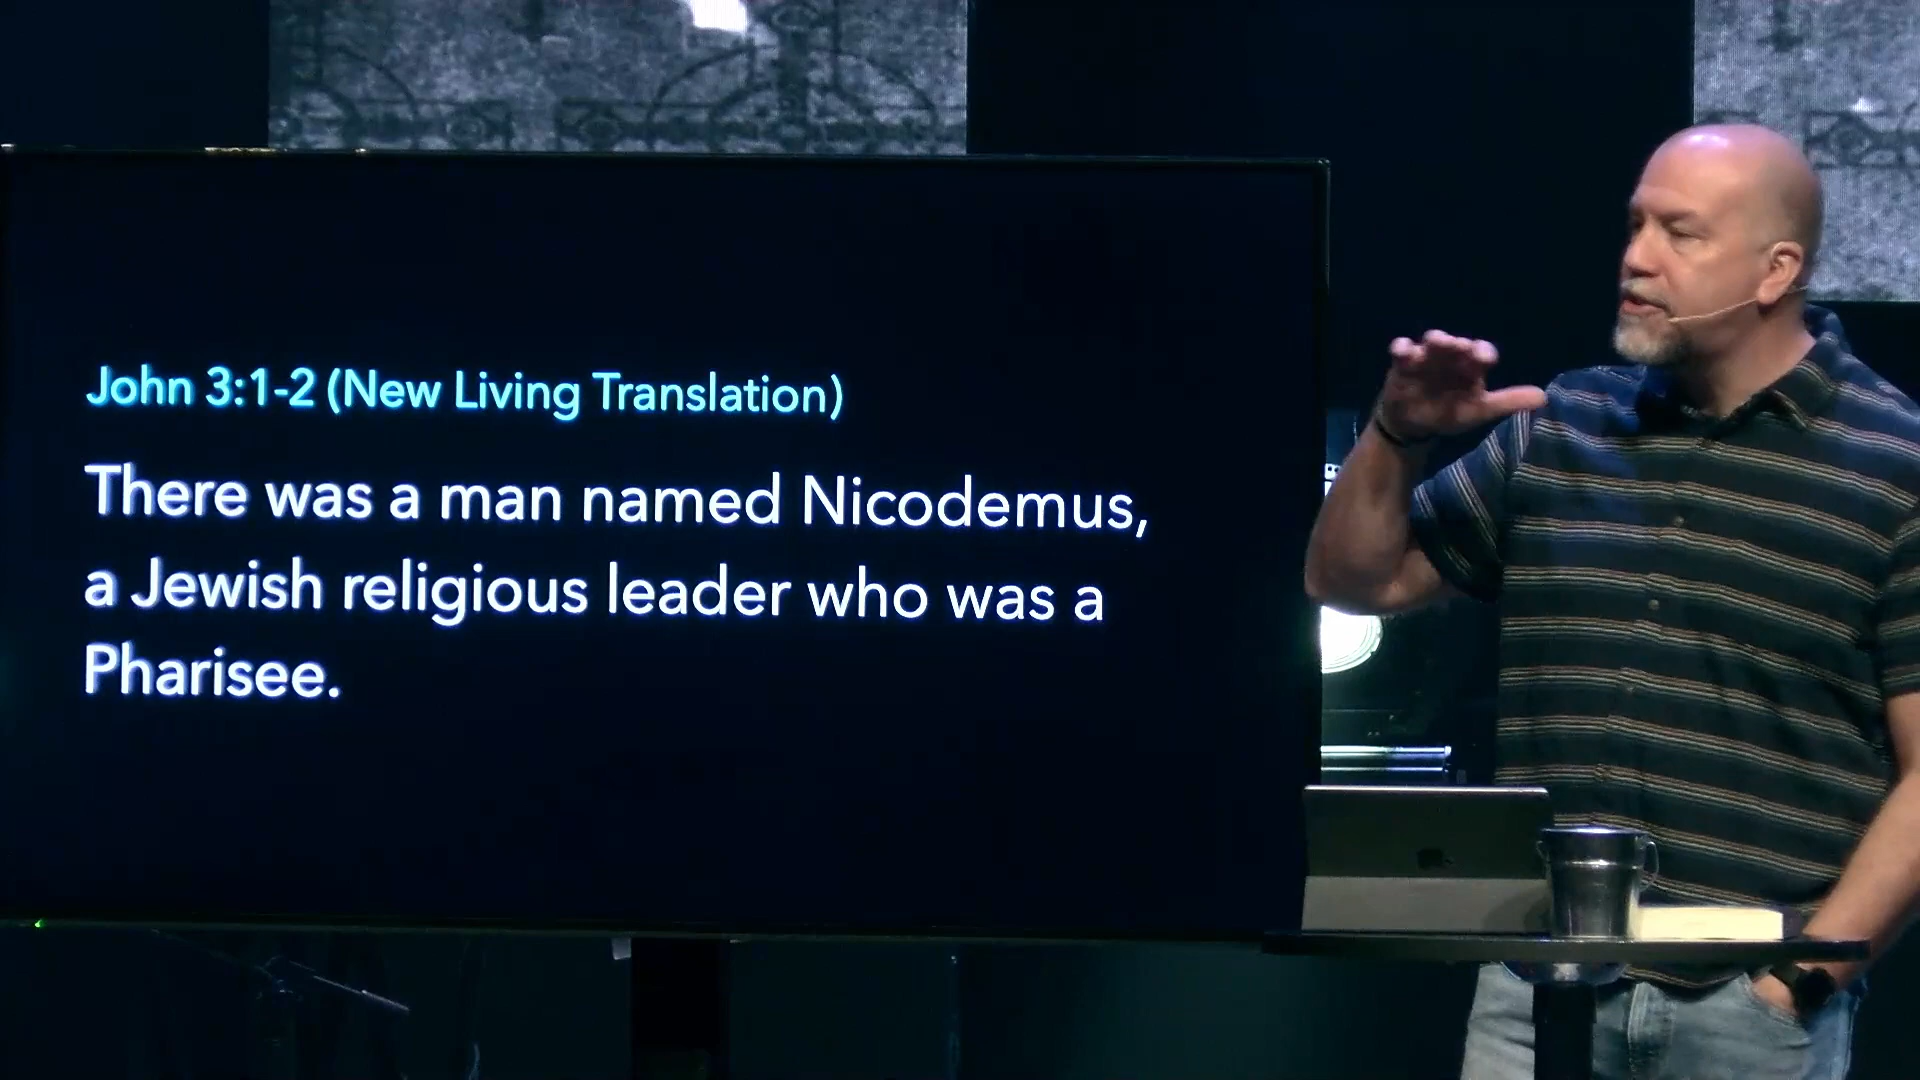 John 3:1-2 (New Living Translation)
There was a man named Nicodemus,
a Jewish religious leader who was a
Pharisee.